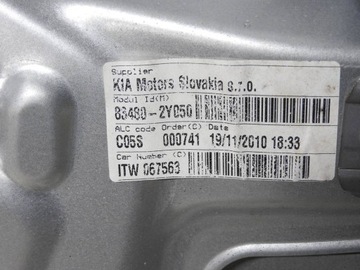 Supplier
KIA Motors Slovakia s.r.o.
Modul Id(M)
83480-2Y050
ALC code Order(C) Date
C05S 000741 19/11/2010 18:33
Car Number (C)
ITW 067563